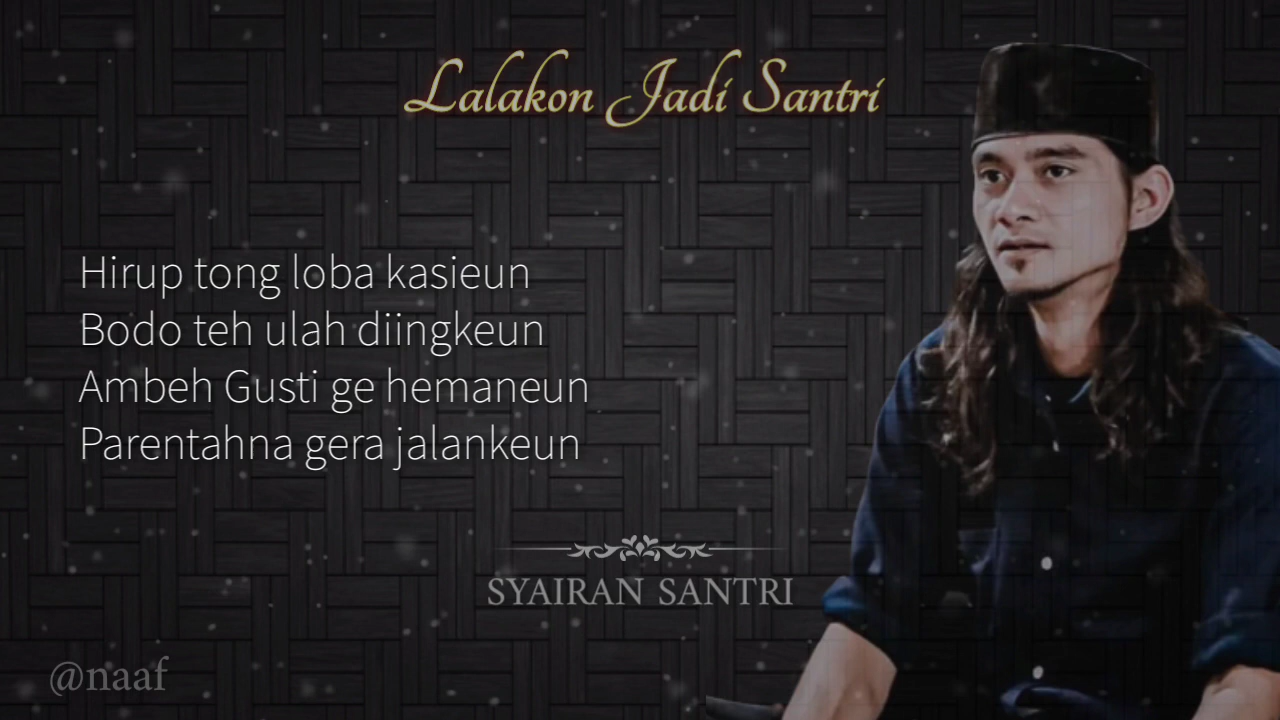 Lalakon Jadi Santri
Hirup tong loba kasieun
Bodo teh ulah diingkeun
Ambeh Gusti ge hemaneun
Parentahna gera jalankeun
SYAIRAN SANTRI
@naaf